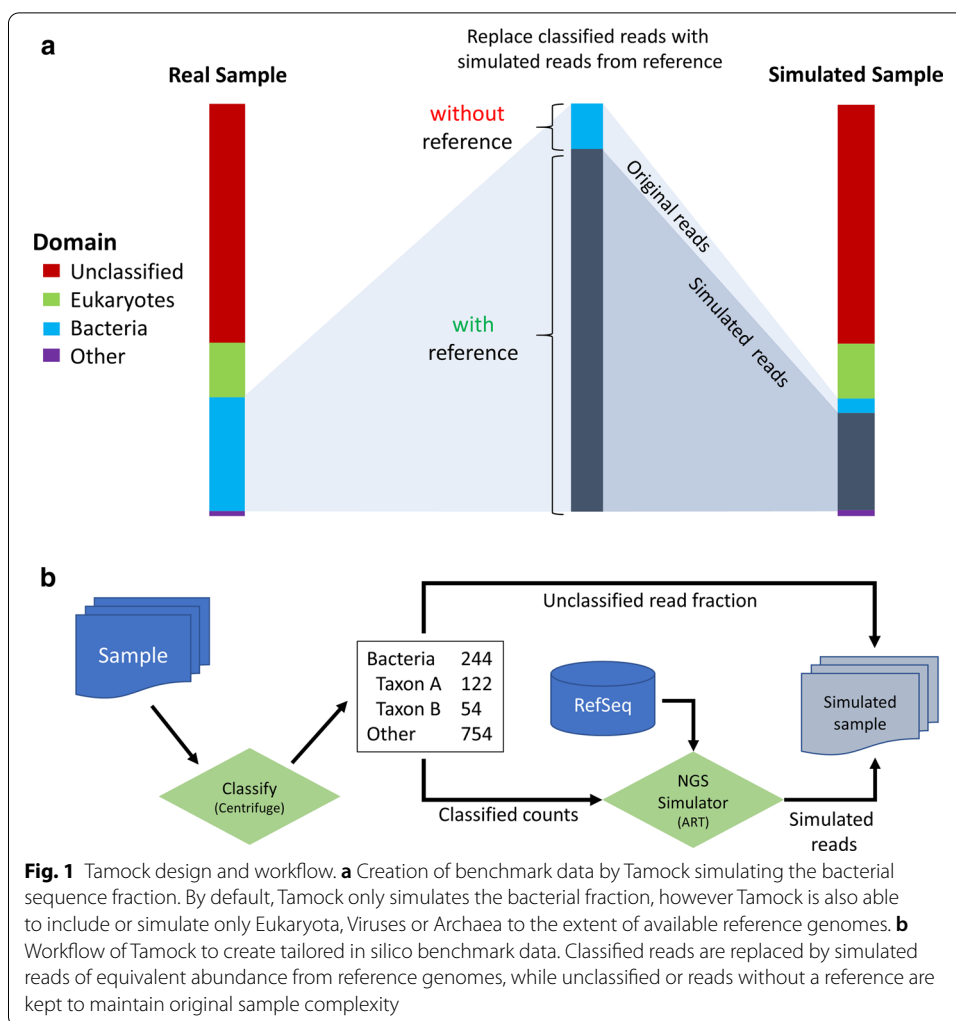 a
Replace classified reads with
simulated reads from reference
Real Sample
Simulated Sample
without
reference
Original reads
Simulated reads
Domain
Unclassified
Eukaryotes
Bacteria
Other
with
reference
b
Unclassified read fraction
Sample
Bacteria 244
Taxon A 122
Taxon B 54
Other 754
RefSeq
Simulated
sample
Classify
(Centrifuge)
NGS
Simulator
(ART)
Classified counts
Simulated
reads
Fig. 1 Tamock design and workflow. a Creation of benchmark data by Tamock simulating the bacterial
sequence fraction. By default, Tamock only simulates the bacterial fraction, however Tamock is also able
to include or simulate only Eukaryota, Viruses or Archaea to the extent of available reference genomes. b
Workflow of Tamock to create tailored in silico benchmark data. Classified reads are replaced by simulated
reads of equivalent abundance from reference genomes, while unclassified or reads without a reference are
kept to maintain original sample complexity